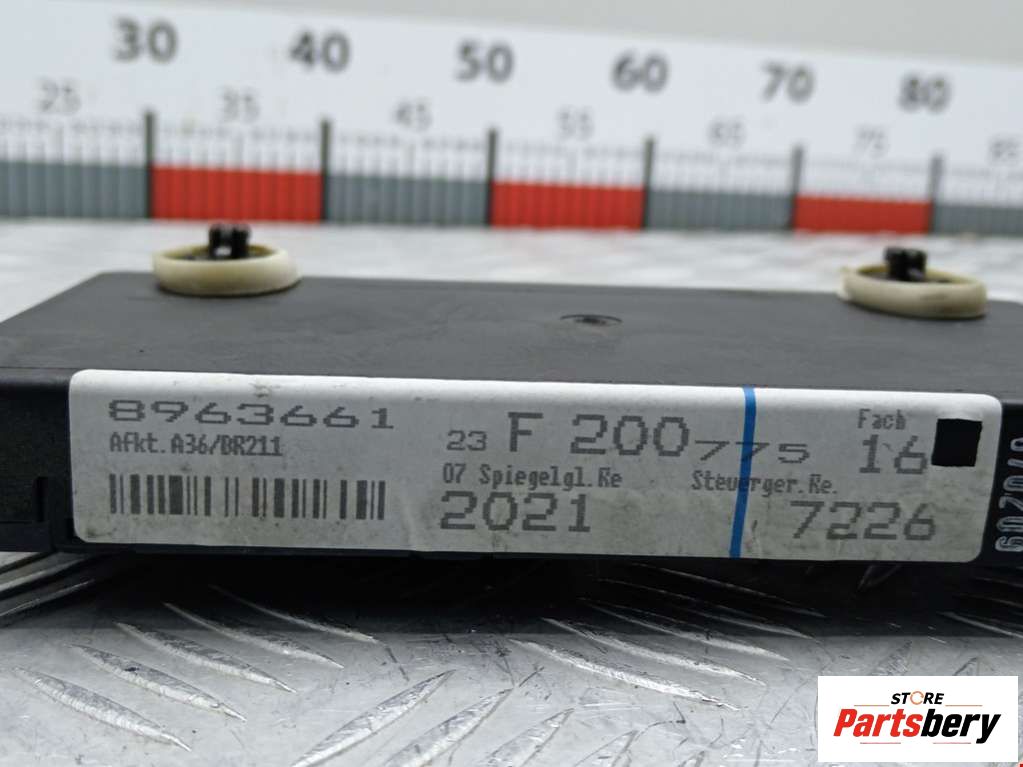 30 40 50 60 70 80
25 35 45 55 65 75 85
8963661
Afkt.A36/DR211
23 F 200 775
Fach
16
07 Spiegelgl.Re
Steuerger.Re.
2021
7226
STORE
Partsbery